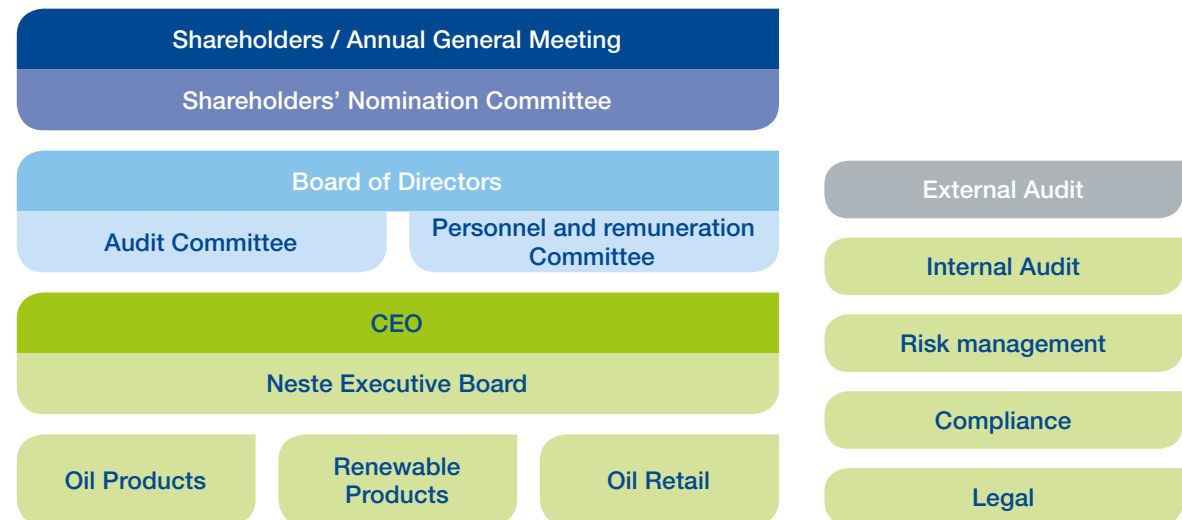 Shareholders / Annual General Meeting
Shareholders’ Nomination Committee
Board of Directors
Audit Committee
Personnel and remuneration
Committee
CEO
Neste Executive Board
Oil Products
Renewable
Products
Oil Retail
External Audit
Internal Audit
Risk management
Compliance
Legal